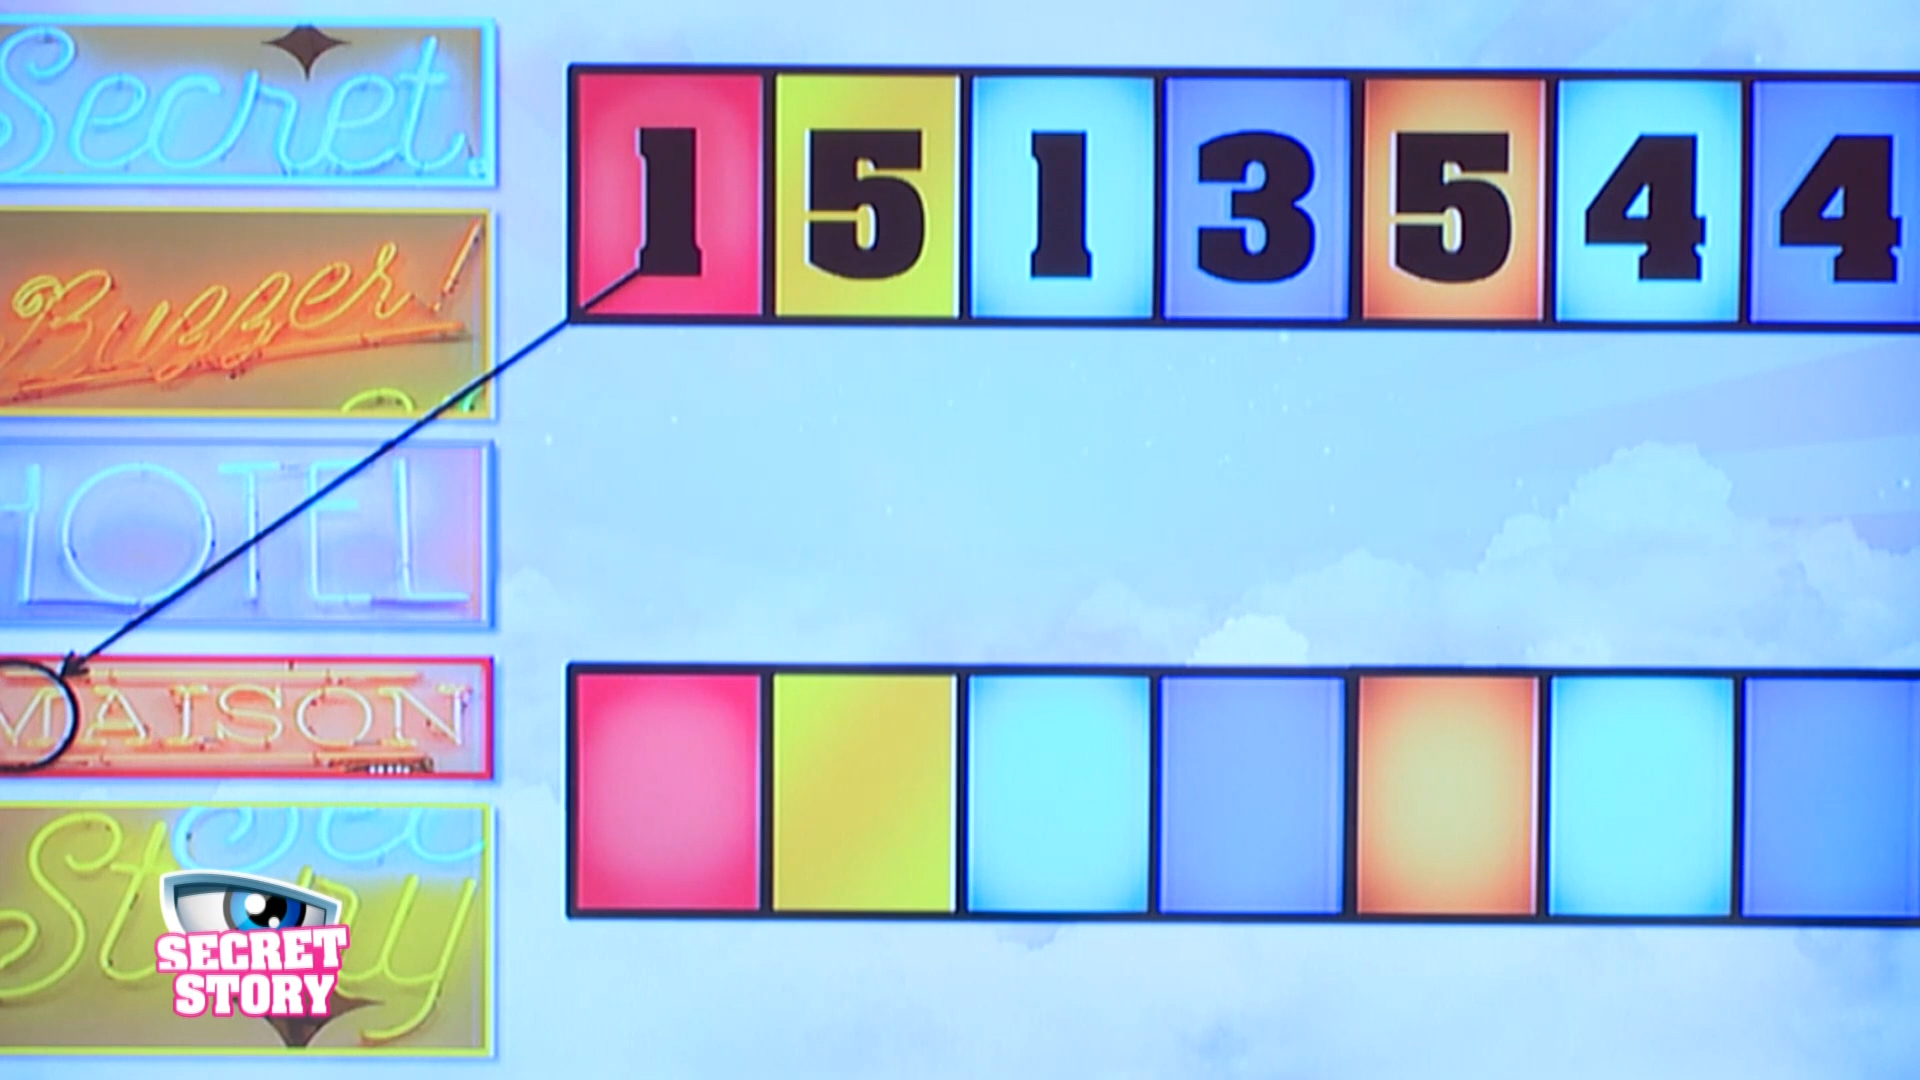 Secret
1 5 1 3 5 4 4
Buzzer!
HOTEL
MAISON
Story
SECRET
STORY